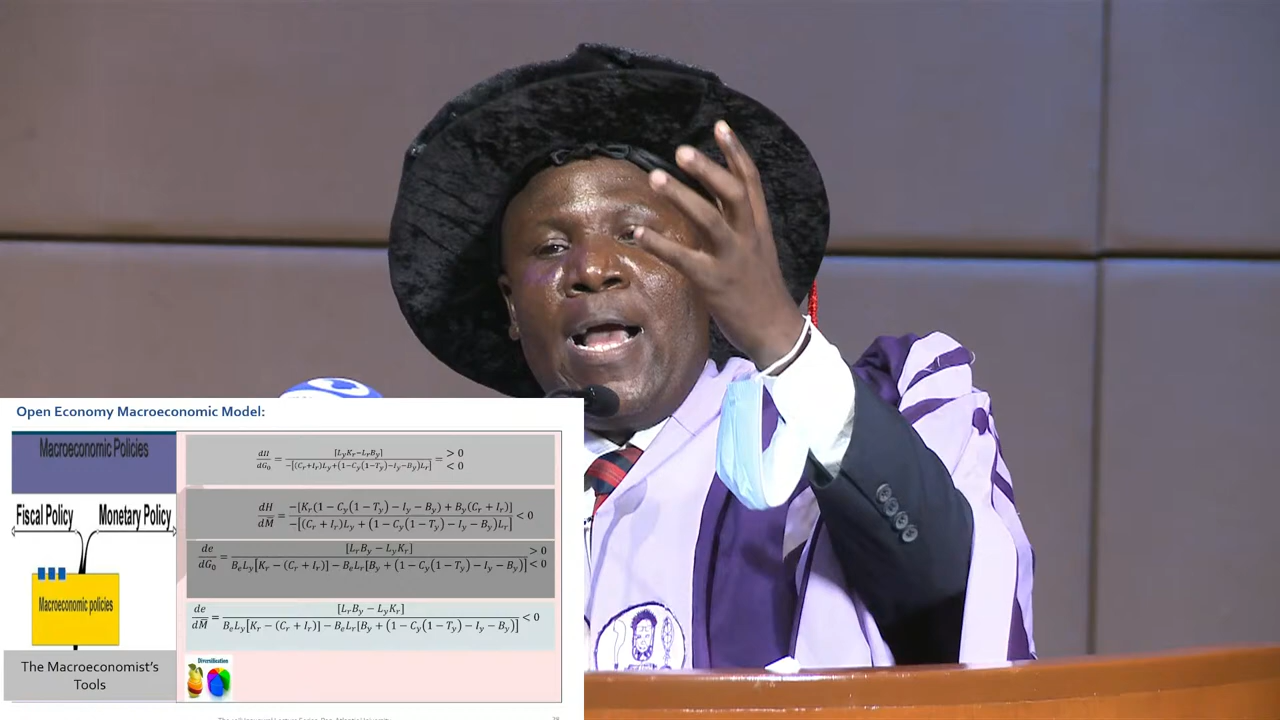 Open Economy Macroeconomic Model:
Macroeconomic Policies
Fiscal Policy Monetary Policy
Macroeconomic policies
The Macroeconomist's
Tools
dH/dG₀ = [L_yK_r−L_rB_y] / −[(C_r+I_r)L_y+(1−C_y(1−T_y)−I_y−B_y)L_r] = > 0 < 0
dH/dM̄ = −[K_r(1 − C_y(1 − T_y) − I_y − B_y) + B_y(C_r + I_r)] / −[(C_r + I_r)L_y + (1 − C_y(1 − T_y) − I_y − B_y)L_r] < 0
de/dG₀ = [L_rB_y − L_yK_r] / B_eL_y[K_r − (C_r + I_r)] − B_eL_r[B_y + (1 − C_y(1 − T_y) − I_y − B_y)] > 0 < 0
de/dM̄ = [L_rB_y − L_yK_r] / B_eL_y[K_r − (C_r + I_r)] − B_eL_r[B_y + (1 − C_y(1 − T_y) − I_y − B_y)] < 0
Diversification